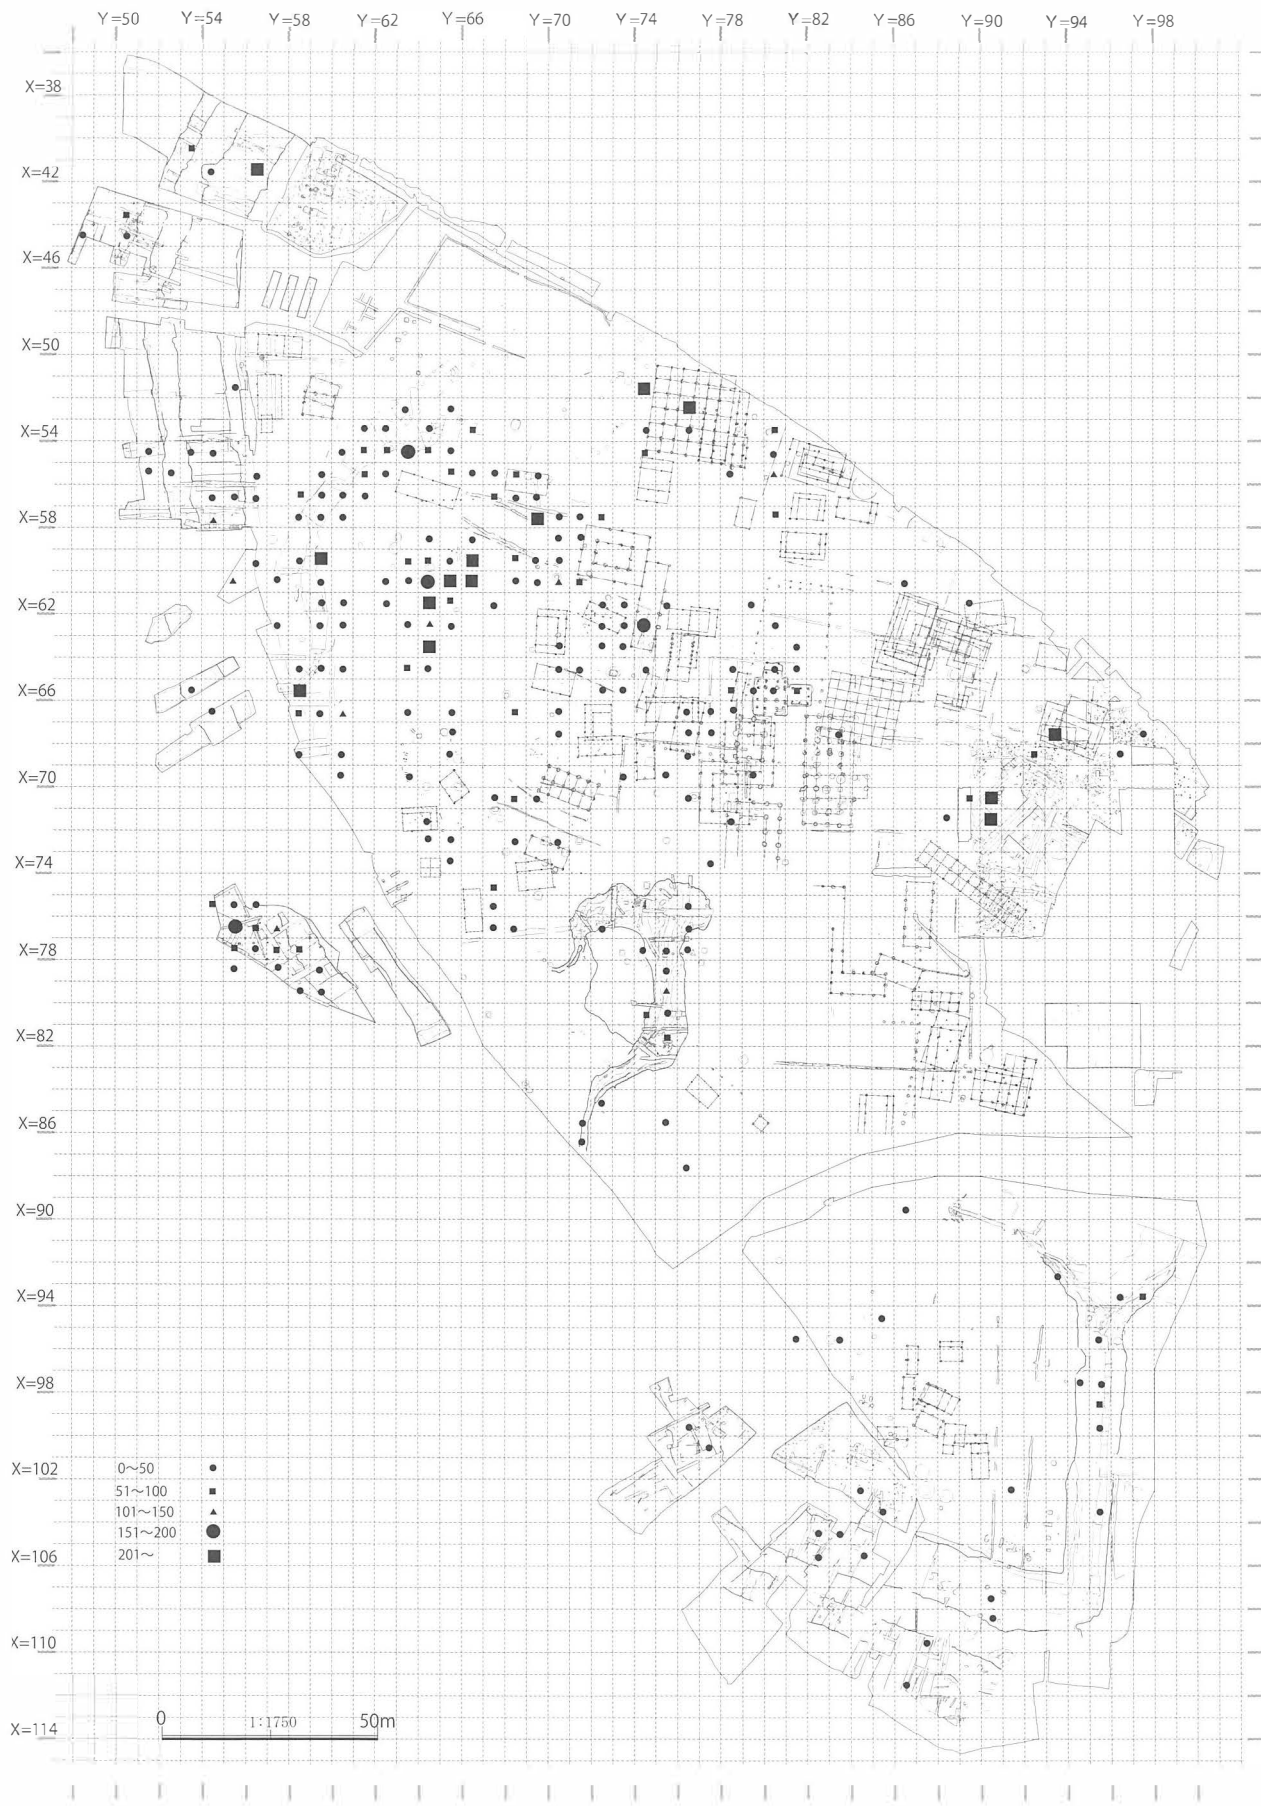 Y=50 Y=54 Y=58 Y=62 Y=66 Y=70 Y=74 Y=78 Y=82 Y=86 Y=90 Y=94 Y=98
X=38
X=42
X=46
X=50
X=54
X=58
X=62
X=66
X=70
X=74
X=78
X=82
X=86
X=90
X=94
X=98
X=102
X=106
X=110
X=114
0～50
51～100
101～150
151～200
201～
0 1:1750 50m